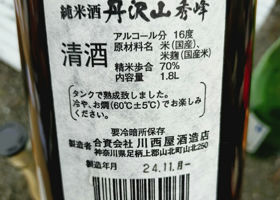 純米酒 丹沢山 秀峰
アルコール分 16度
清酒
原材料名 米(国産)、
米麹(国産米)
精米歩合 70%
内容量 1.8L
タンクで熟成致しました。
冷や、お燗(60℃±5℃)でお楽しみ
ください。
要冷暗所保存
製造者 合資会社 川西屋酒造店
神奈川県足柄上郡山北町山北250
製造年月 24.11.月